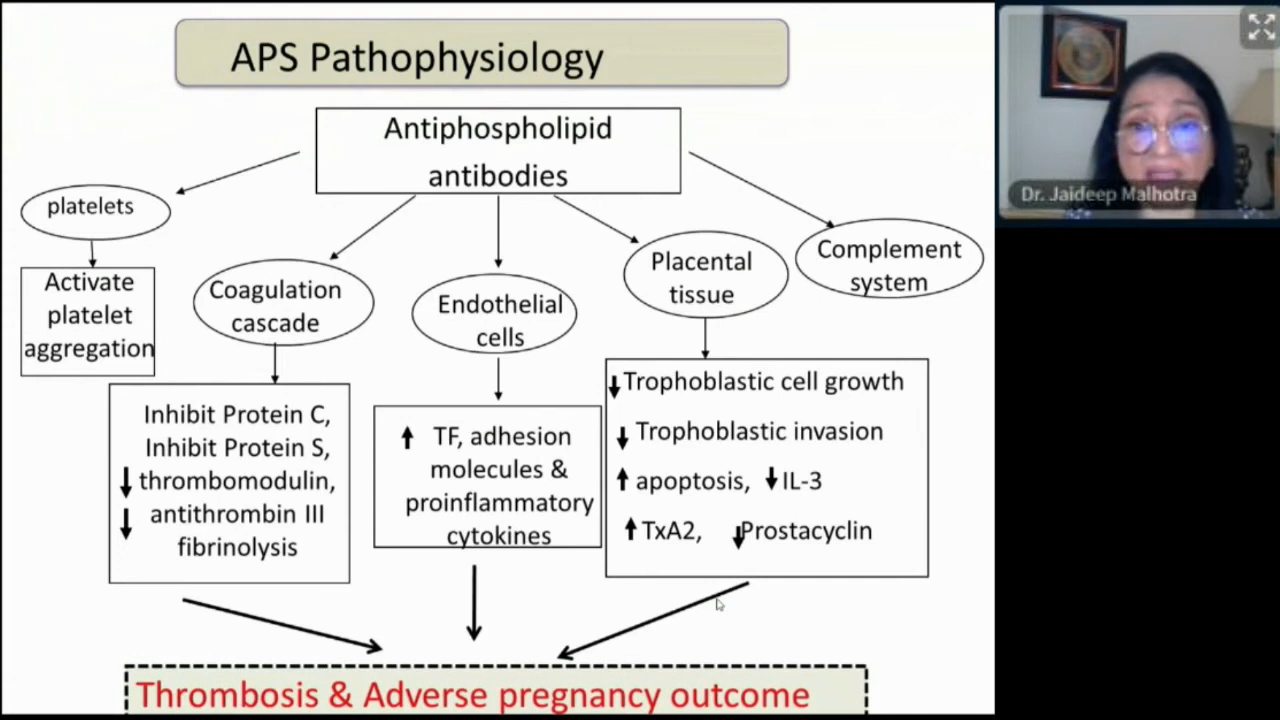 APS Pathophysiology
Antiphospholipid
antibodies
platelets
Activate
platelet
aggregation
Coagulation
cascade
Inhibit Protein C,
Inhibit Protein S,
thrombomodulin,
antithrombin III
fibrinolysis
Endothelial
cells
TF, adhesion
molecules &
proinflammatory
cytokines
Placental
tissue
Trophoblastic cell growth
Trophoblastic invasion
apoptosis, IL-3
TxA2, Prostacyclin
Complement
system
Thrombosis & Adverse pregnancy outcome
Dr. Jaideep Malhotra